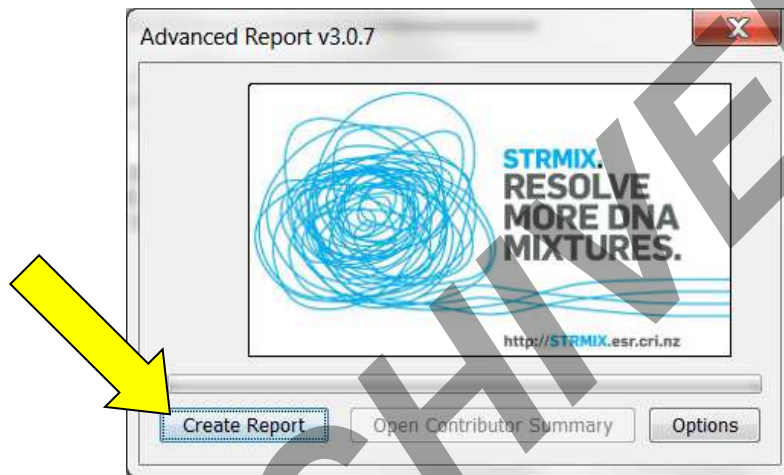 Advanced Report v3.0.7
STRMIX.
RESOLVE
MORE DNA
MIXTURES.
http://STRMIX.esr.cri.nz
Create Report
Open Contributor Summary
Options